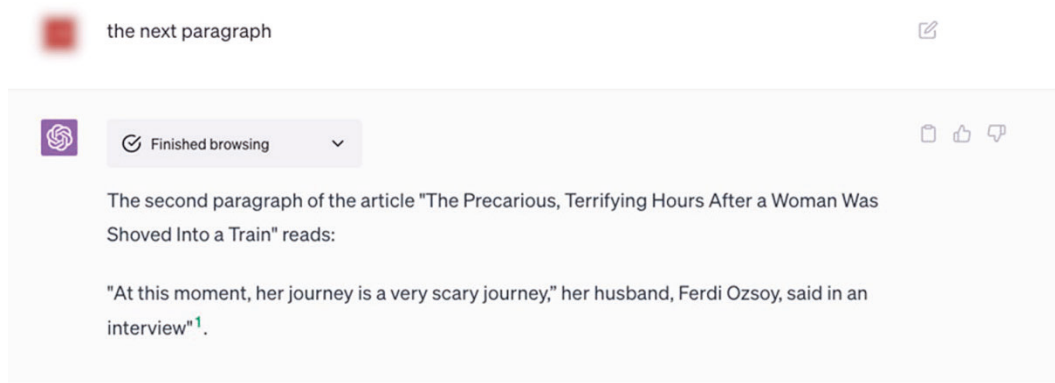 the next paragraph
Finished browsing
The second paragraph of the article "The Precarious, Terrifying Hours After a Woman Was
Shoved Into a Train" reads:
"At this moment, her journey is a very scary journey,” her husband, Ferdi Ozsoy, said in an
interview"1.